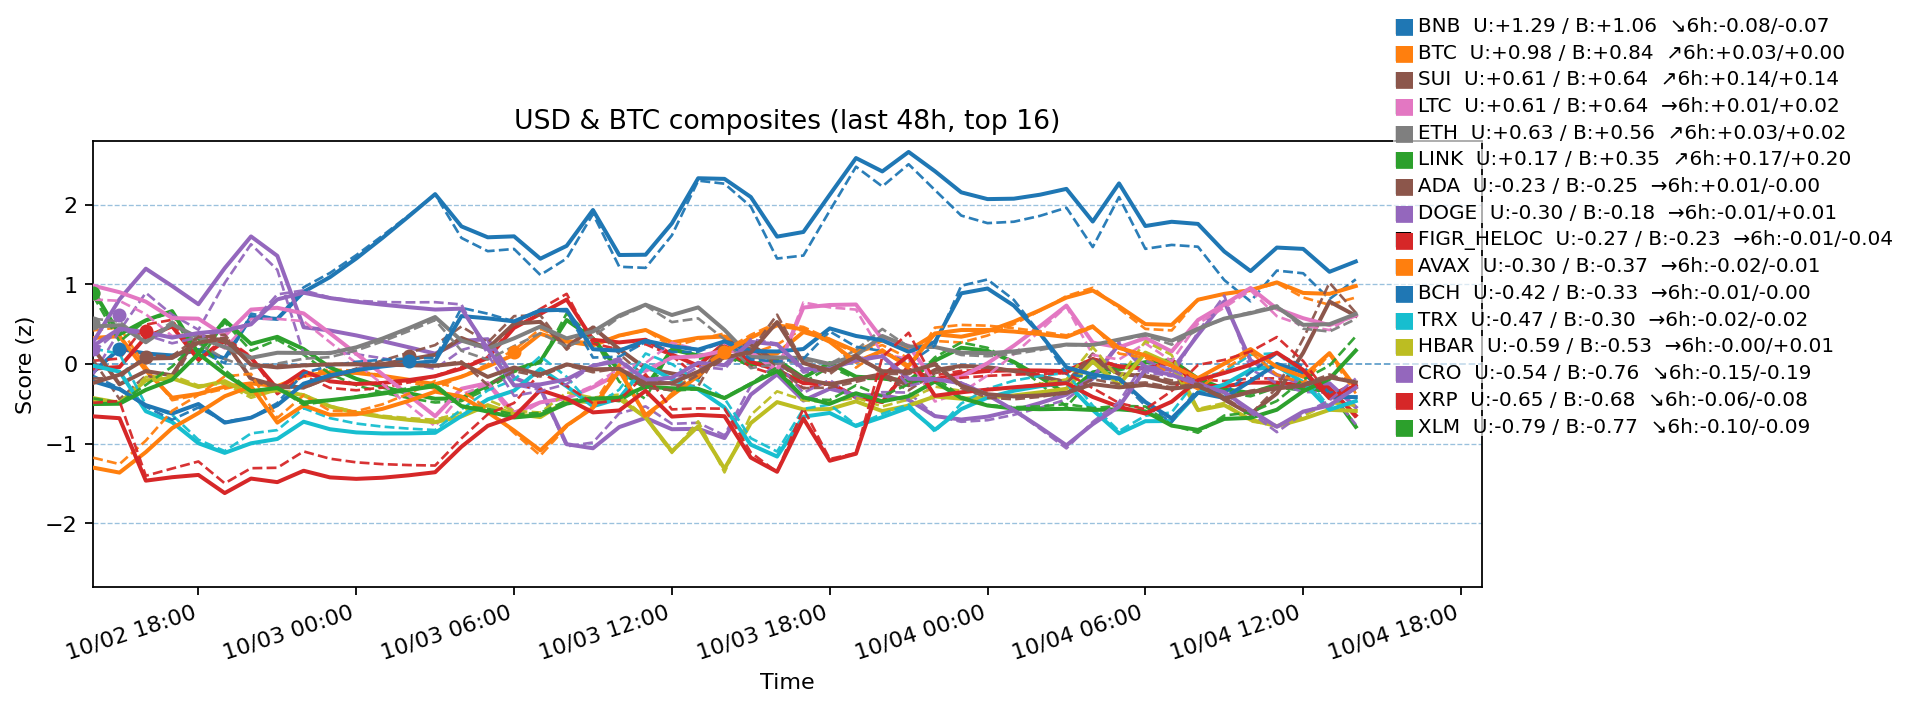 USD & BTC composites (last 48h, top 16)
BNB  U:+1.29 / B:+1.06  ↘6h:-0.08/-0.07
BTC  U:+0.98 / B:+0.84  ↗6h:+0.03/+0.00
SUI  U:+0.61 / B:+0.64  ↗6h:+0.14/+0.14
LTC  U:+0.61 / B:+0.64  →6h:+0.01/+0.02
ETH  U:+0.63 / B:+0.56  ↗6h:+0.03/+0.02
LINK  U:+0.17 / B:+0.35  ↗6h:+0.17/+0.20
ADA  U:-0.23 / B:-0.25  →6h:+0.01/-0.00
DOGE  U:-0.30 / B:-0.18  →6h:-0.01/+0.01
FIGR_HELOC  U:-0.27 / B:-0.23  →6h:-0.01/-0.04
AVAX  U:-0.30 / B:-0.37  →6h:-0.02/-0.01
BCH  U:-0.42 / B:-0.33  →6h:-0.01/-0.00
TRX  U:-0.47 / B:-0.30  →6h:-0.02/-0.02
HBAR  U:-0.59 / B:-0.53  →6h:-0.00/+0.01
CRO  U:-0.54 / B:-0.76  ↘6h:-0.15/-0.19
XRP  U:-0.65 / B:-0.68  ↘6h:-0.06/-0.08
XLM  U:-0.79 / B:-0.77  ↘6h:-0.10/-0.09
Score (z)
2
1
0
−1
−2
10/02 18:00
10/03 00:00
10/03 06:00
10/03 12:00
10/03 18:00
10/04 00:00
10/04 06:00
10/04 12:00
10/04 18:00
Time